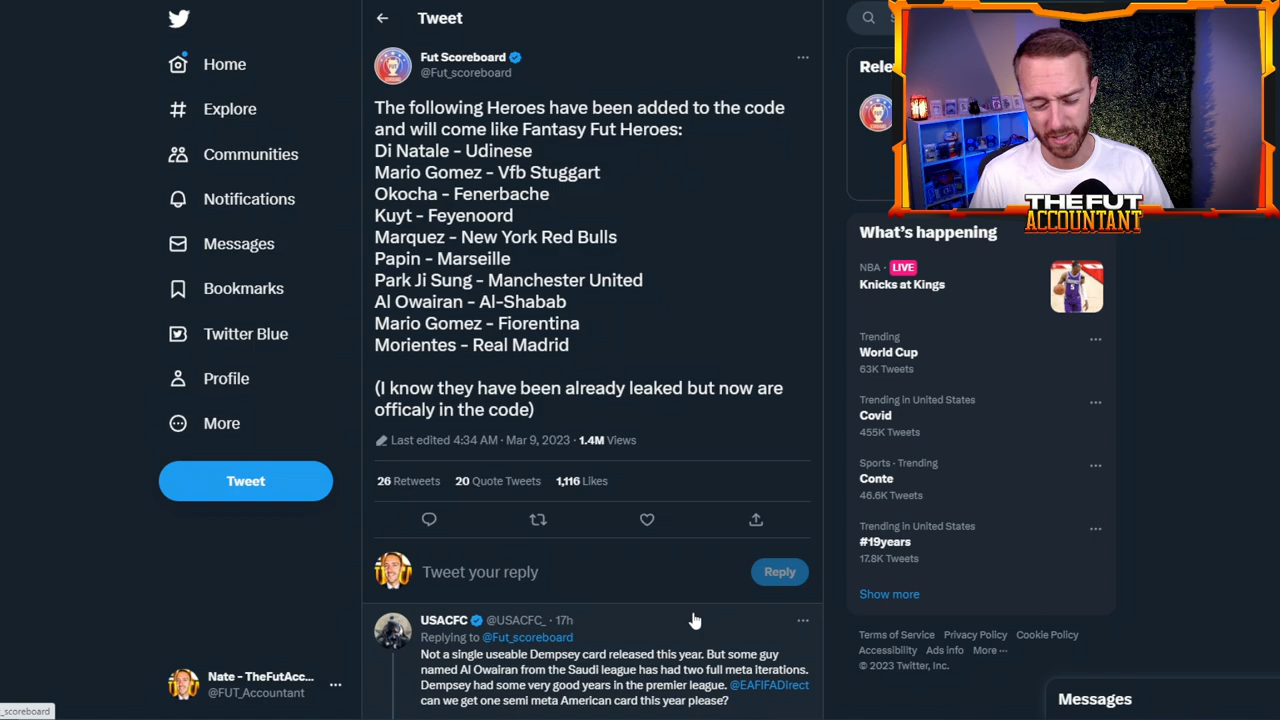 Home
Explore
Communities
Notifications
Messages
Bookmarks
Twitter Blue
Profile
More
Tweet
Nate - TheFutAcc...
@FUT_Accountant
_scoreboard
Tweet
Fut Scoreboard
@Fut_scoreboard
The following Heroes have been added to the code
and will come like Fantasy Fut Heroes:
Di Natale - Udinese
Mario Gomez - Vfb Stuggart
Okocha - Fenerbache
Kuyt - Feyenoord
Marquez - New York Red Bulls
Papin - Marseille
Park Ji Sung - Manchester United
Al Owairan - Al-Shabab
Mario Gomez - Fiorentina
Morientes - Real Madrid
(I know they have been already leaked but now are
officaly in the code)
Last edited 4:34 AM · Mar 9, 2023 · 1.4M Views
26 Retweets 20 Quote Tweets 1,116 Likes
Tweet your reply
Reply
USACFC @USACFC_ · 17h
Replying to @Fut_scoreboard
Not a single useable Dempsey card released this year. But some guy
named Al Owairan from the Saudi league has had two full meta iterations.
Dempsey had some very good years in the premier league. @EAFIFADirect
can we get one semi meta American card this year please?
THE FUT
ACCOUNTANT
What's happening
NBA · LIVE
Knicks at Kings
Trending
World Cup
63K Tweets
Trending in United States
Covid
455K Tweets
Sports · Trending
Conte
46.6K Tweets
Trending in United States
#19years
17.8K Tweets
Show more
Terms of Service Privacy Policy Cookie Policy
Accessibility Ads info More ...
© 2023 Twitter, Inc.
Messages